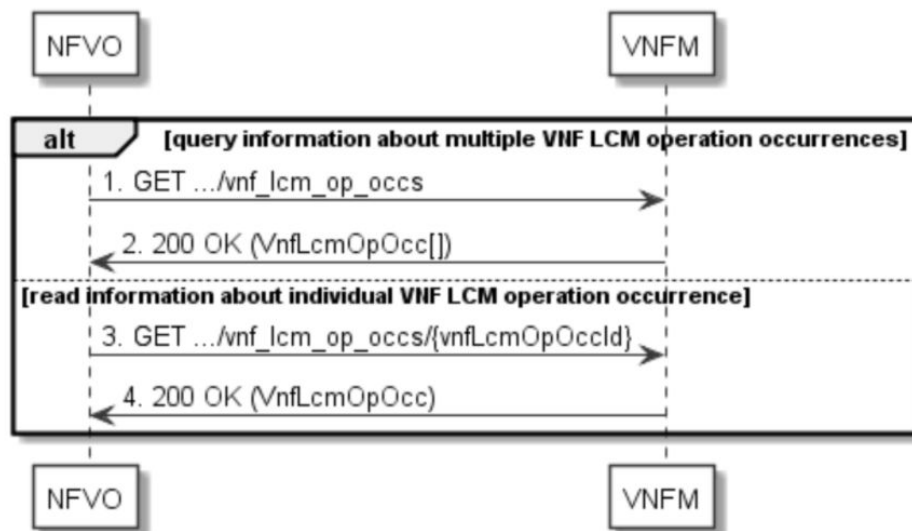 NFVO VNFM
alt [query information about multiple VNF LCM operation occurrences]
1. GET .../vnf_lcm_op_occs
2. 200 OK (VnfLcmOpOcc[])
[read information about individual VNF LCM operation occurrence]
3. GET .../vnf_lcm_op_occs/{vnfLcmOpOccId}
4. 200 OK (VnfLcmOpOcc)
NFVO VNFM